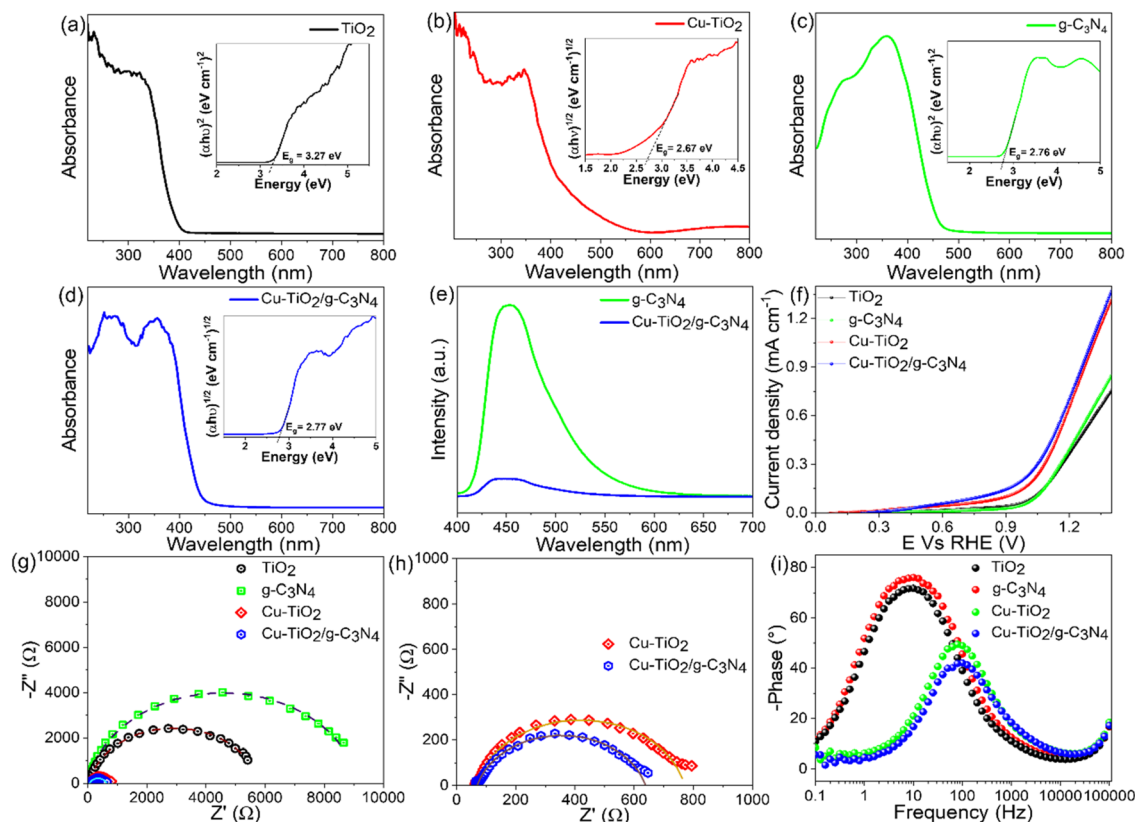 (a)
TiO2
(αhυ)² (eV cm⁻¹)²
Eg = 3.27 eV
3 4 5
Energy (eV)
Absorbance
200 300 400 500 600 700 800
Wavelength (nm)
(b)
Cu-TiO2
(αhυ)^1/2 (eV cm⁻¹)^1/2
Eg = 2.67 eV
1.5 2.0 2.5 3.0 3.5 4.0 4.5
Energy (eV)
Absorbance
200 300 400 500 600 700 800
Wavelength (nm)
(c)
g-C3N4
(αhυ)² (eV cm⁻¹)²
Eg = 2.76 eV
2 3 4 5
Energy (eV)
Absorbance
300 400 500 600 700 800
Wavelength (nm)
(d)
Cu-TiO2/g-C3N4
(αhυ)^1/2 (eV cm⁻¹)^1/2
Eg = 2.77 eV
2 3 4 5
Energy (eV)
Absorbance
300 400 500 600 700 800
Wavelength (nm)
(e)
g-C3N4
Cu-TiO2/g-C3N4
Intensity (a.u.)
400 450 500 550 600 650 700
Wavelength (nm)
(f)
TiO2
g-C3N4
Cu-TiO2
Cu-TiO2/g-C3N4
Current density (mA cm⁻¹)
1.2
0.9
0.6
0.3
0.0
0.0 0.3 0.6 0.9 1.2
E Vs RHE (V)
(g)
TiO2
g-C3N4
Cu-TiO2
Cu-TiO2/g-C3N4
-Z'' (Ω)
10000
8000
6000
4000
2000
0
0 2000 4000 6000 8000 10000
Z' (Ω)
(h)
Cu-TiO2
Cu-TiO2/g-C3N4
-Z'' (Ω)
1000
800
600
400
200
0
0 200 400 600 800 1000
Z' (Ω)
(i)
TiO2
g-C3N4
Cu-TiO2
Cu-TiO2/g-C3N4
-Phase (°)
80
60
40
20
0
0.1 1 10 100 1000 10000 100000
Frequency (Hz)